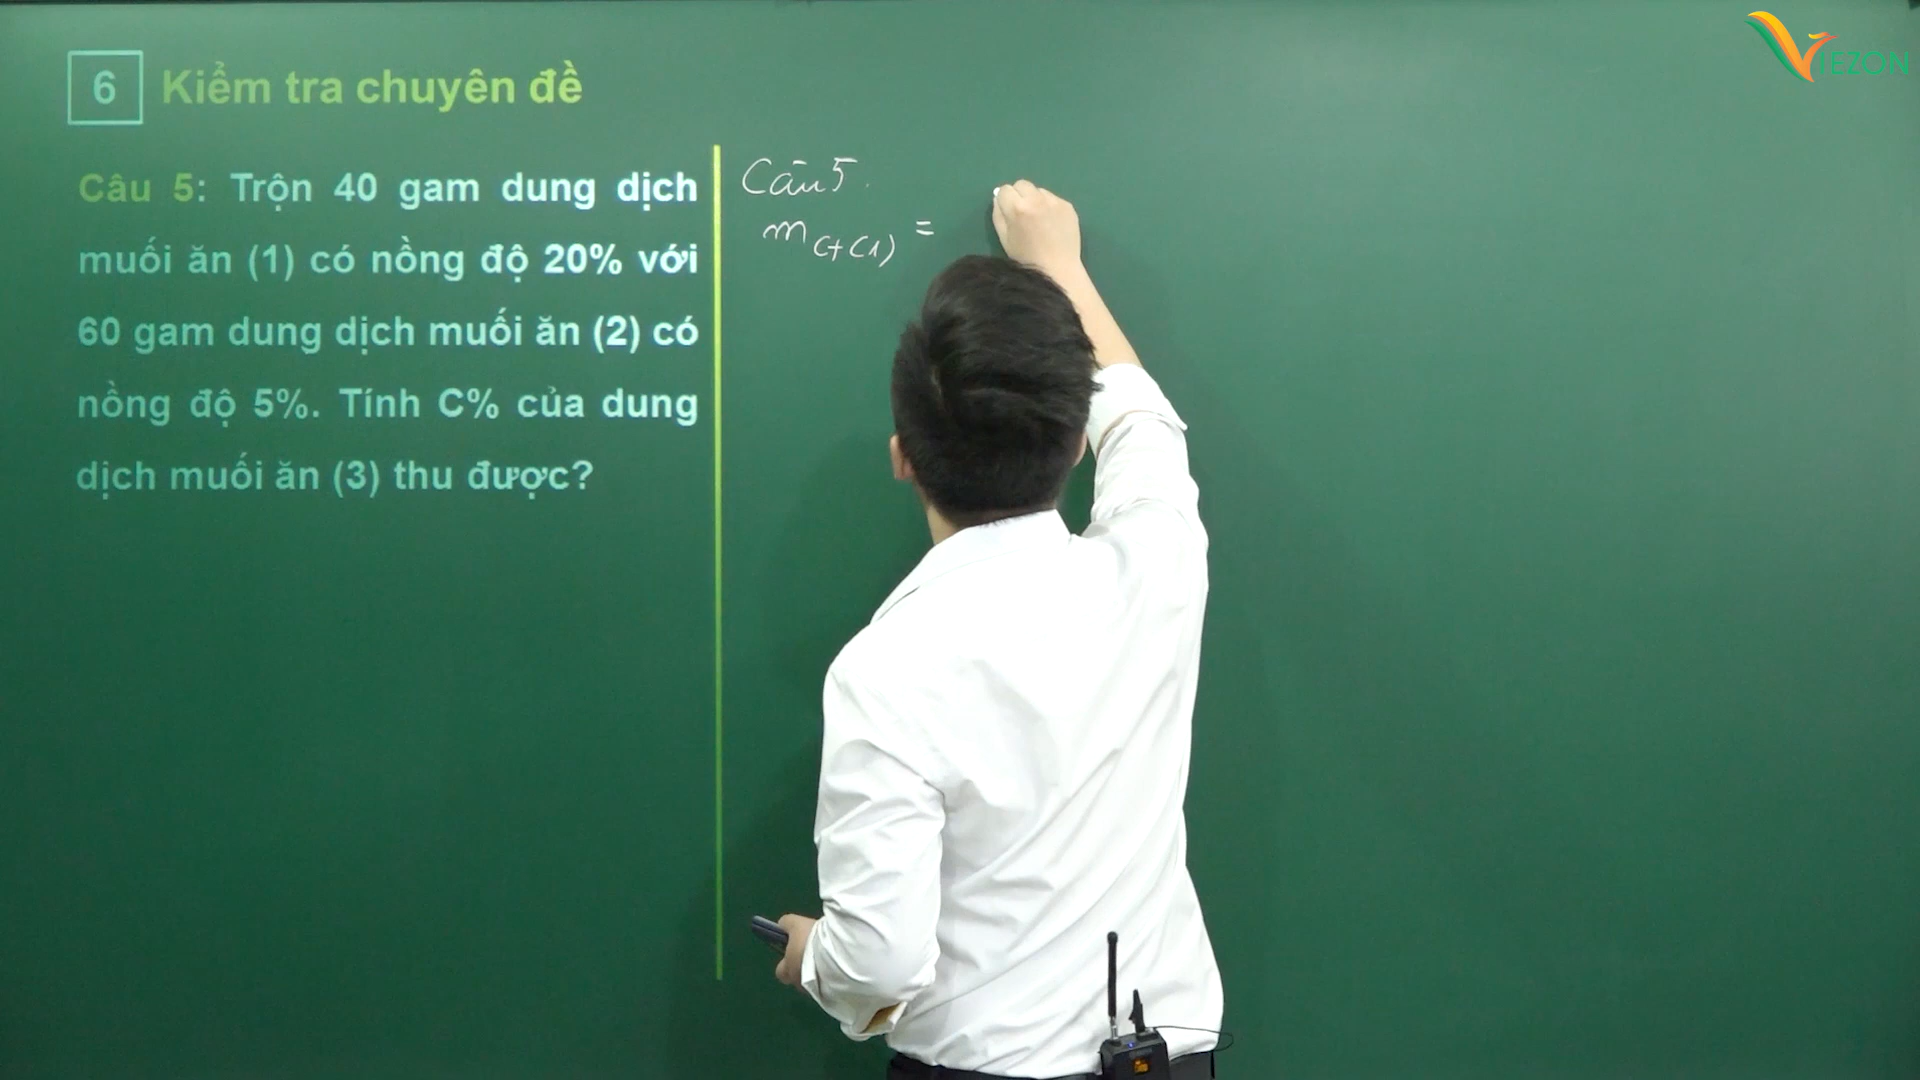 6 Kiểm tra chuyên đề
VIEZON
Câu 5: Trộn 40 gam dung dịch
muối ăn (1) có nồng độ 20% với
60 gam dung dịch muối ăn (2) có
nồng độ 5%. Tính C% của dung
dịch muối ăn (3) thu được?
Câu 5.
m ct(1) =